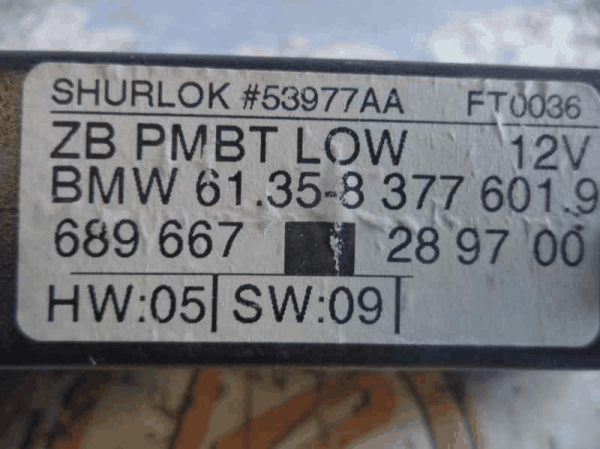 SHURLOK #53977AA FT0036
ZB PMBT LOW 12V
BMW 61.35-8 377 601.9
689 667 28 97 00
HW:05 SW:09